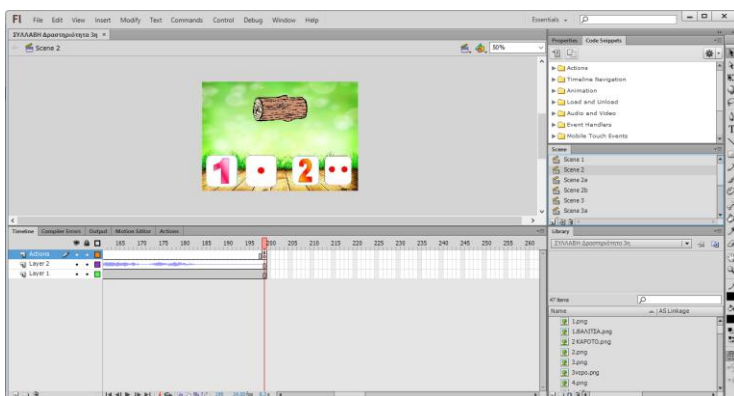 Fl File Edit View Insert Modify Text Commands Control Debug Window Help Essentials
ΣΥΛΛΑΒΗ Δραστηριότητα 3η ×
Scene 2 50%
1 2
Properties Code Snippets
Actions
Timeline Navigation
Animation
Load and Unload
Audio and Video
Event Handlers
Mobile Touch Events
Scene
Scene 1
Scene 2
Scene 2a
Scene 2b
Scene 3
Scene 3a
Timeline Compiler Errors Output Motion Editor Actions
165 170 175 180 185 190 195 200 205 210 215 220 225 230 235 240 245 250 255 260
Actions
Layer 2
Layer 1
Library
ΣΥΛΛΑΒΗ Δραστηριότητα 3η
47 items
Name AS Linkage
1.png
1.ΒΑΛΙΤΣΑ.png
2 ΚΑΡΟΤΟ.png
2.png
3.png
3νερο.png
4.png